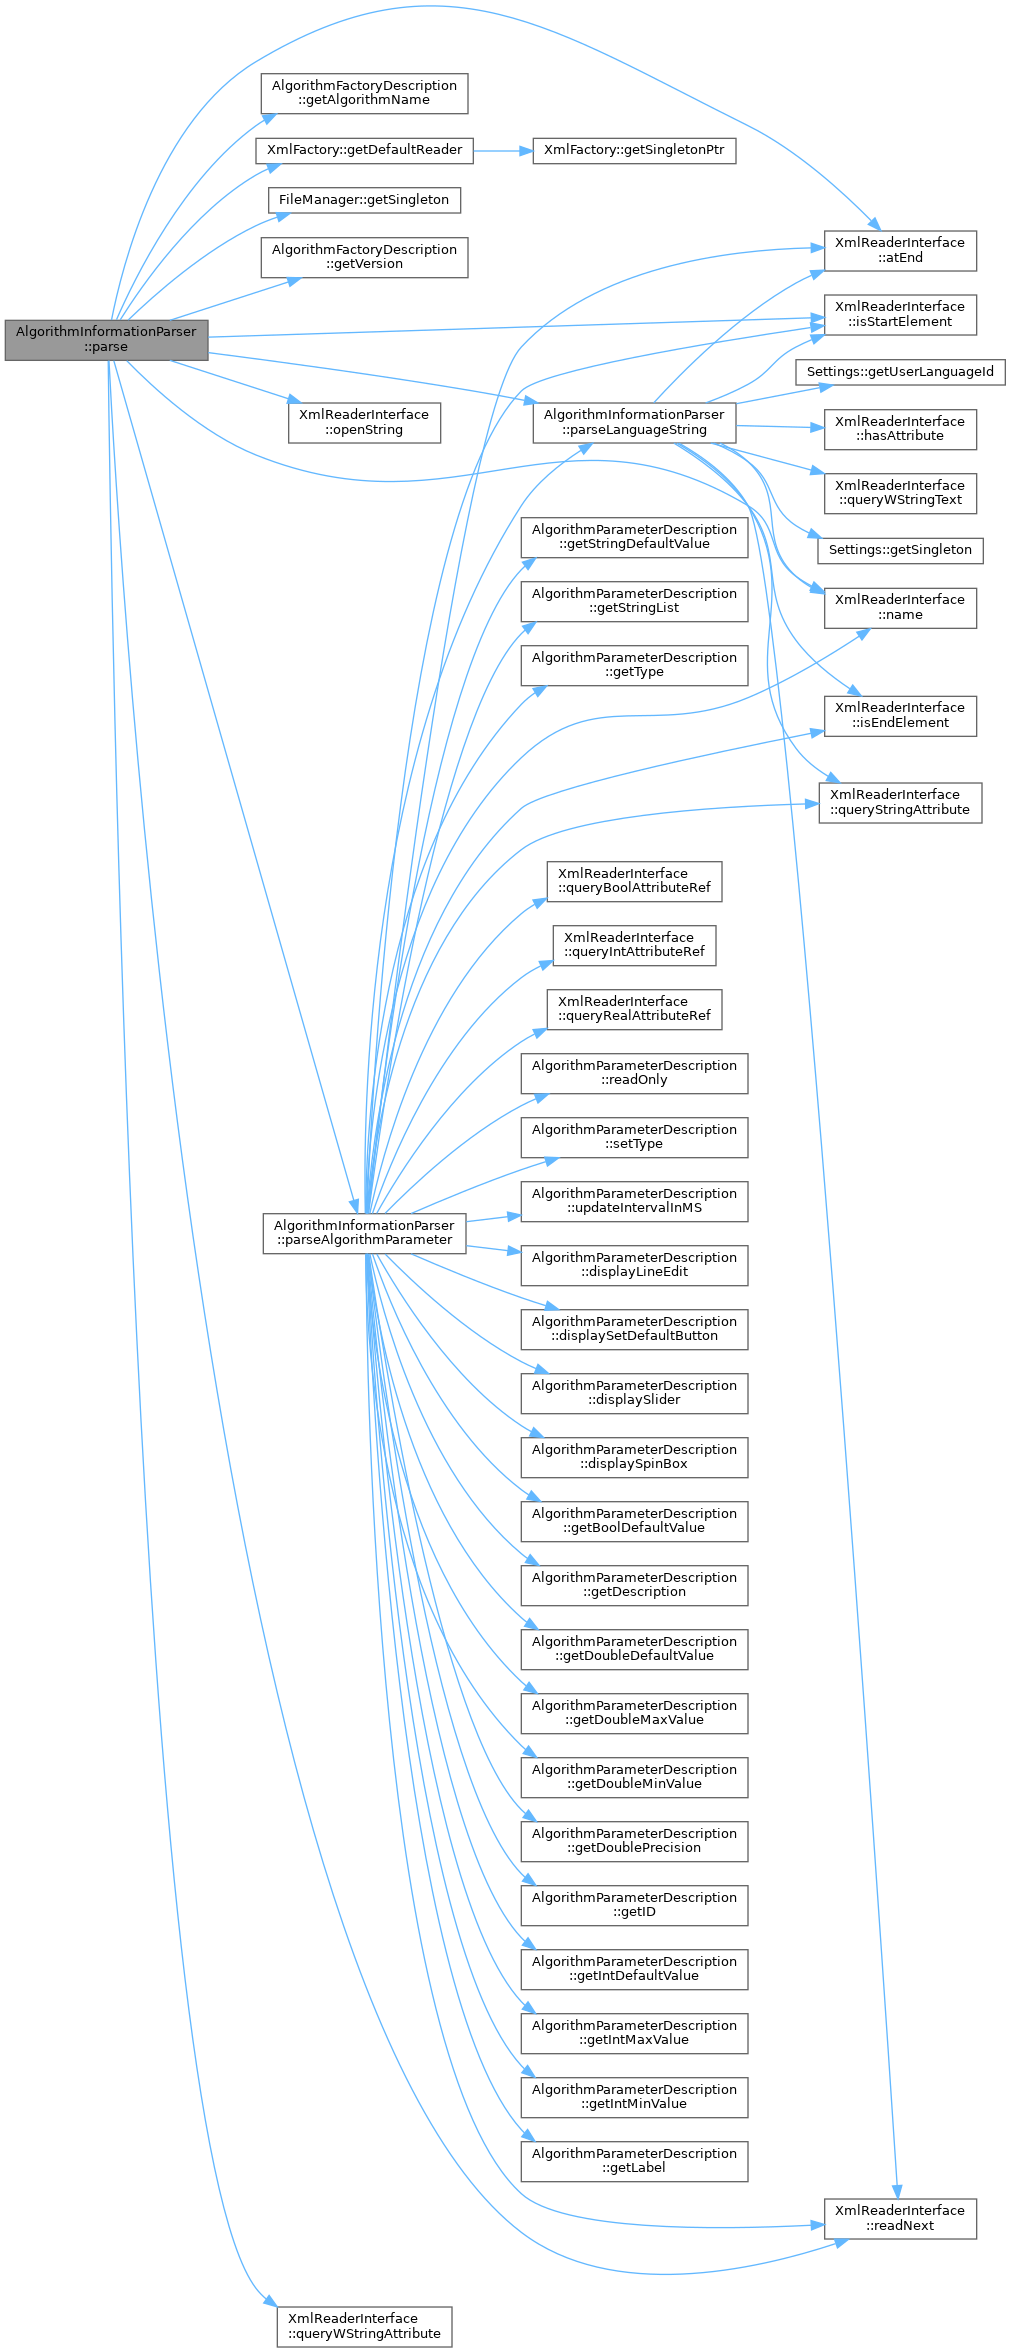 AlgorithmFactoryDescription
::getAlgorithmName
XmlFactory::getDefaultReader
XmlFactory::getSingletonPtr
FileManager::getSingleton
AlgorithmFactoryDescription
::getVersion
XmlReaderInterface
::atEnd
XmlReaderInterface
::isStartElement
AlgorithmInformationParser
::parse
Settings::getUserLanguageId
XmlReaderInterface
::openString
AlgorithmInformationParser
::parseLanguageString
XmlReaderInterface
::hasAttribute
XmlReaderInterface
::queryWStringText
AlgorithmParameterDescription
::getStringDefaultValue
Settings::getSingleton
AlgorithmParameterDescription
::getStringList
XmlReaderInterface
::name
AlgorithmParameterDescription
::getType
XmlReaderInterface
::isEndElement
XmlReaderInterface
::queryStringAttribute
XmlReaderInterface
::queryBoolAttributeRef
XmlReaderInterface
::queryIntAttributeRef
XmlReaderInterface
::queryRealAttributeRef
AlgorithmParameterDescription
::readOnly
AlgorithmParameterDescription
::setType
AlgorithmParameterDescription
::updateIntervalInMS
AlgorithmInformationParser
::parseAlgorithmParameter
AlgorithmParameterDescription
::displayLineEdit
AlgorithmParameterDescription
::displaySetDefaultButton
AlgorithmParameterDescription
::displaySlider
AlgorithmParameterDescription
::displaySpinBox
AlgorithmParameterDescription
::getBoolDefaultValue
AlgorithmParameterDescription
::getDescription
AlgorithmParameterDescription
::getDoubleDefaultValue
AlgorithmParameterDescription
::getDoubleMaxValue
AlgorithmParameterDescription
::getDoubleMinValue
AlgorithmParameterDescription
::getDoublePrecision
AlgorithmParameterDescription
::getID
AlgorithmParameterDescription
::getIntDefaultValue
AlgorithmParameterDescription
::getIntMaxValue
AlgorithmParameterDescription
::getIntMinValue
AlgorithmParameterDescription
::getLabel
XmlReaderInterface
::readNext
XmlReaderInterface
::queryWStringAttribute